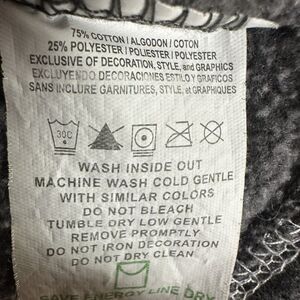 75% COTTON / ALGODON / COTON
25% POLYESTER / POLIESTER / POLYESTER
EXCLUSIVE OF DECORATION, STYLE, and GRAPHICS
EXCLUYENDO DECORACIONES ESTILO Y GRAFICOS
SANS INCLURE GARNITURES, STYLE, et GRAPHIQUES
30C
WASH INSIDE OUT
MACHINE WASH COLD GENTLE
WITH SIMILAR COLORS
DO NOT BLEACH
TUMBLE DRY LOW GENTLE
REMOVE PROMPTLY
DO NOT IRON DECORATION
DO NOT DRY CLEAN
LINE DRY